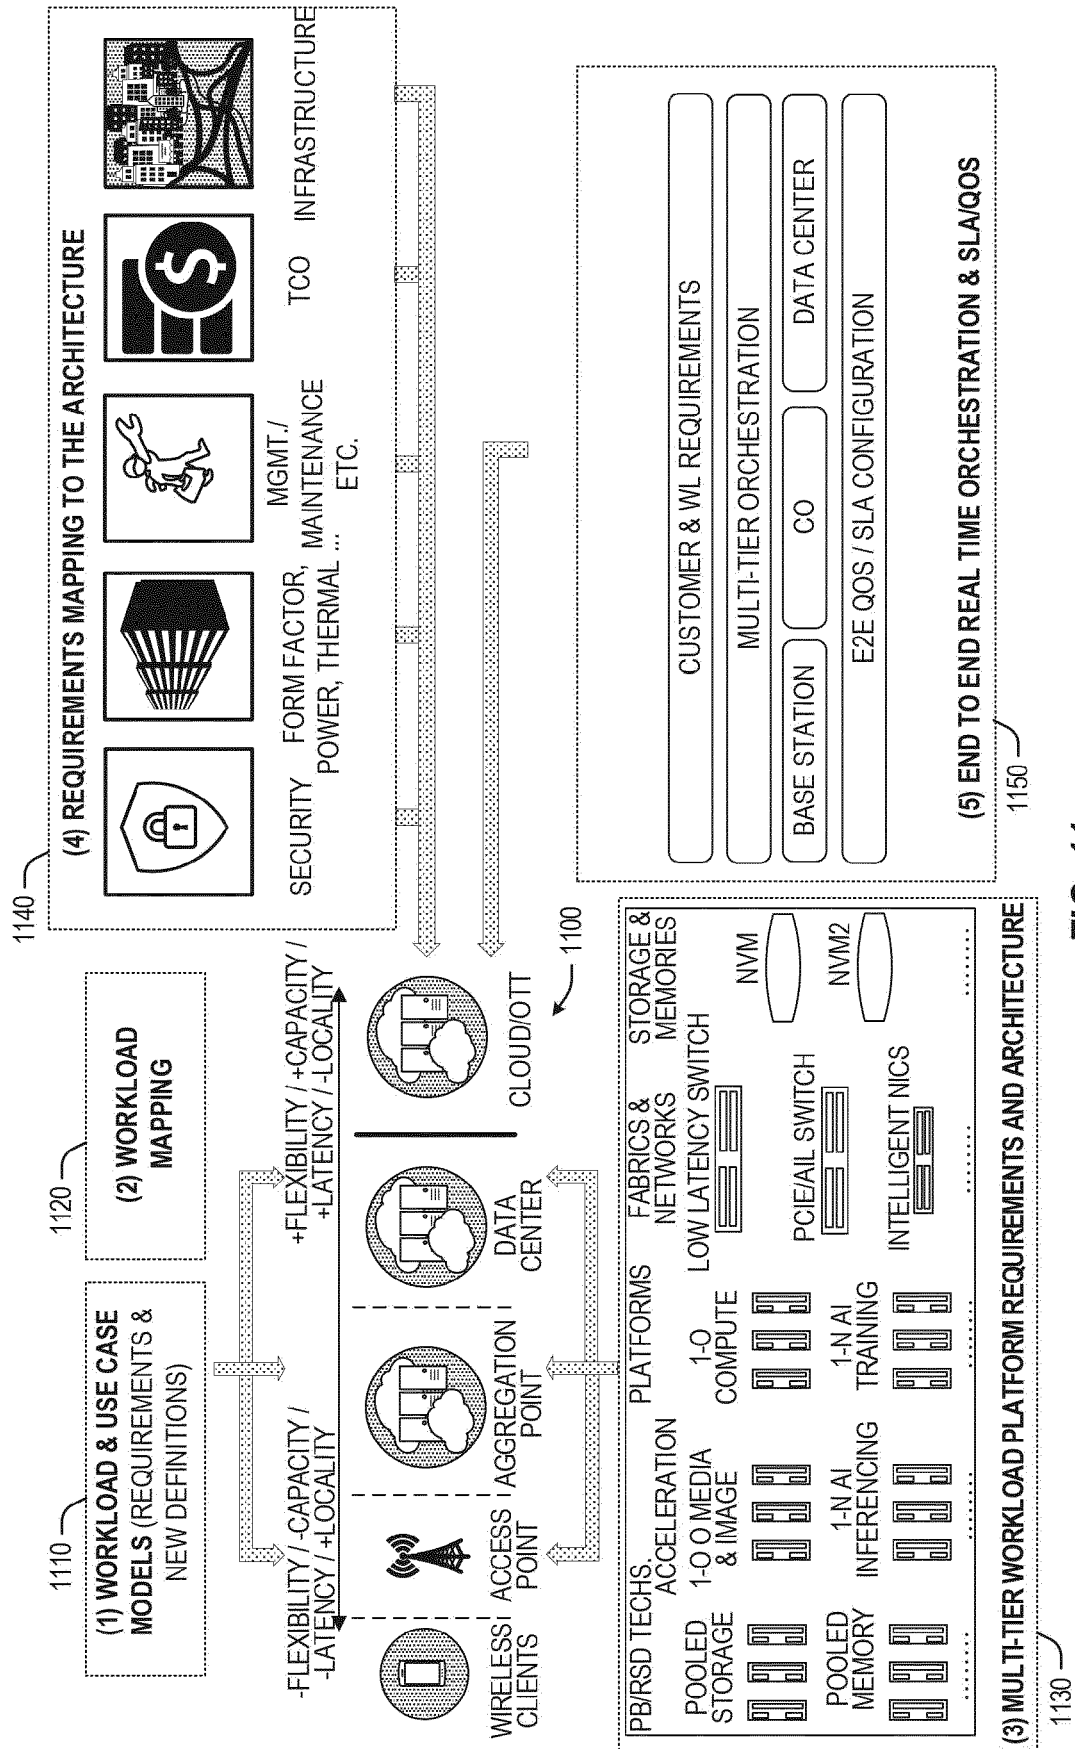 1110
(1) WORKLOAD & USE CASE
MODELS (REQUIREMENTS &
NEW DEFINITIONS)
1120
(2) WORKLOAD
MAPPING
1140
(4) REQUIREMENTS MAPPING TO THE ARCHITECTURE
SECURITY
FORM FACTOR,
POWER, THERMAL ...
MGMT./
MAINTENANCE
ETC.
TCO
INFRASTRUCTURE
-FLEXIBILITY / -CAPACITY /
-LATENCY / +LOCALITY
+FLEXIBILITY / +CAPACITY /
+LATENCY / -LOCALITY
WIRELESS
CLIENTS
ACCESS
POINT
AGGREGATION
POINT
DATA
CENTER
CLOUD/OTT
1100
PB/RSD TECHS.
ACCELERATION
PLATFORMS
FABRICS &
NETWORKS
STORAGE &
MEMORIES
POOLED
STORAGE
1-O O MEDIA
& IMAGE
1-O
COMPUTE
LOW LATENCY SWITCH
NVM
PCIE/AIL SWITCH
NVM2
POOLED
MEMORY
1-N AI
INFERENCING
1-N AI
TRAINING
INTELLIGENT NICS
(3) MULTI-TIER WORKLOAD PLATFORM REQUIREMENTS AND ARCHITECTURE
1130
CUSTOMER & WL REQUIREMENTS
MULTI-TIER ORCHESTRATION
BASE STATION
CO
DATA CENTER
E2E QOS / SLA CONFIGURATION
(5) END TO END REAL TIME ORCHESTRATION & SLA/QOS
1150